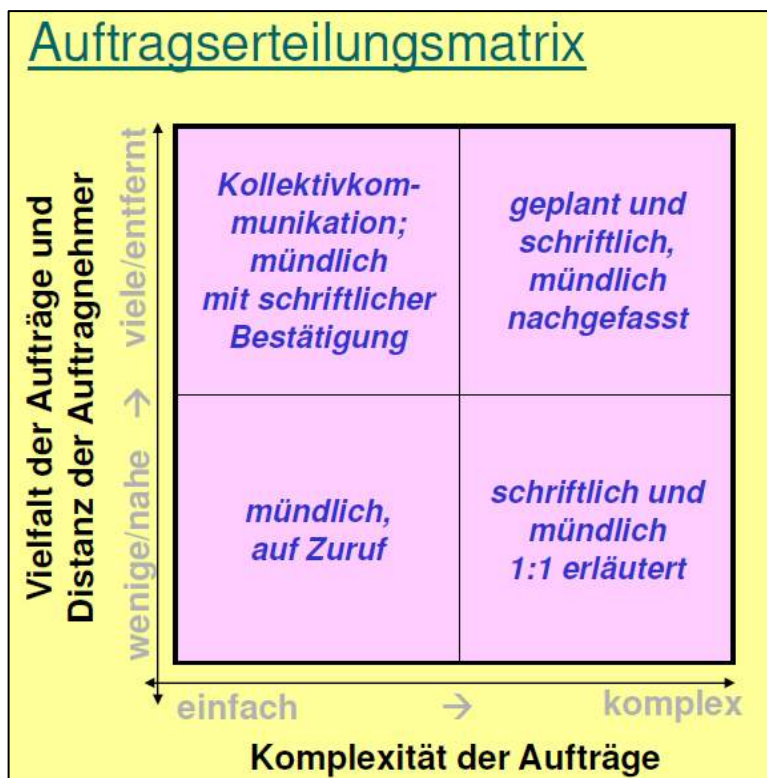 Auftragserteilungsmatrix
Vielfalt der Aufträge und
Distanz der Auftragnehmer
wenige/nahe → viele/entfernt
Kollektivkom-
munikation;
mündlich
mit schriftlicher
Bestätigung
geplant und
schriftlich,
mündlich
nachgefasst
mündlich,
auf Zuruf
schriftlich und
mündlich
1:1 erläutert
einfach → komplex
Komplexität der Aufträge